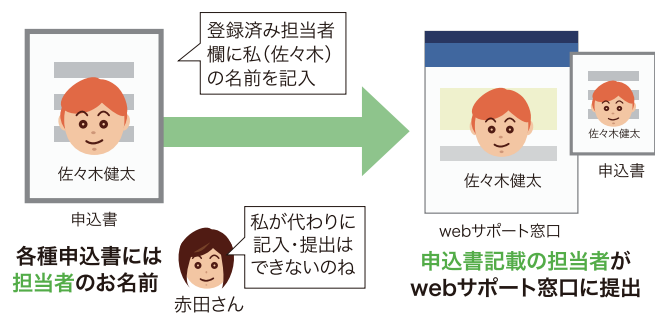 登録済み担当者
欄に私（佐々木）
の名前を記入
佐々木健太
申込書
各種申込書には
担当者のお名前
私が代わりに
記入・提出は
できないのね
赤田さん
佐々木健太
webサポート窓口
佐々木健太
申込書
申込書記載の担当者が
webサポート窓口に提出